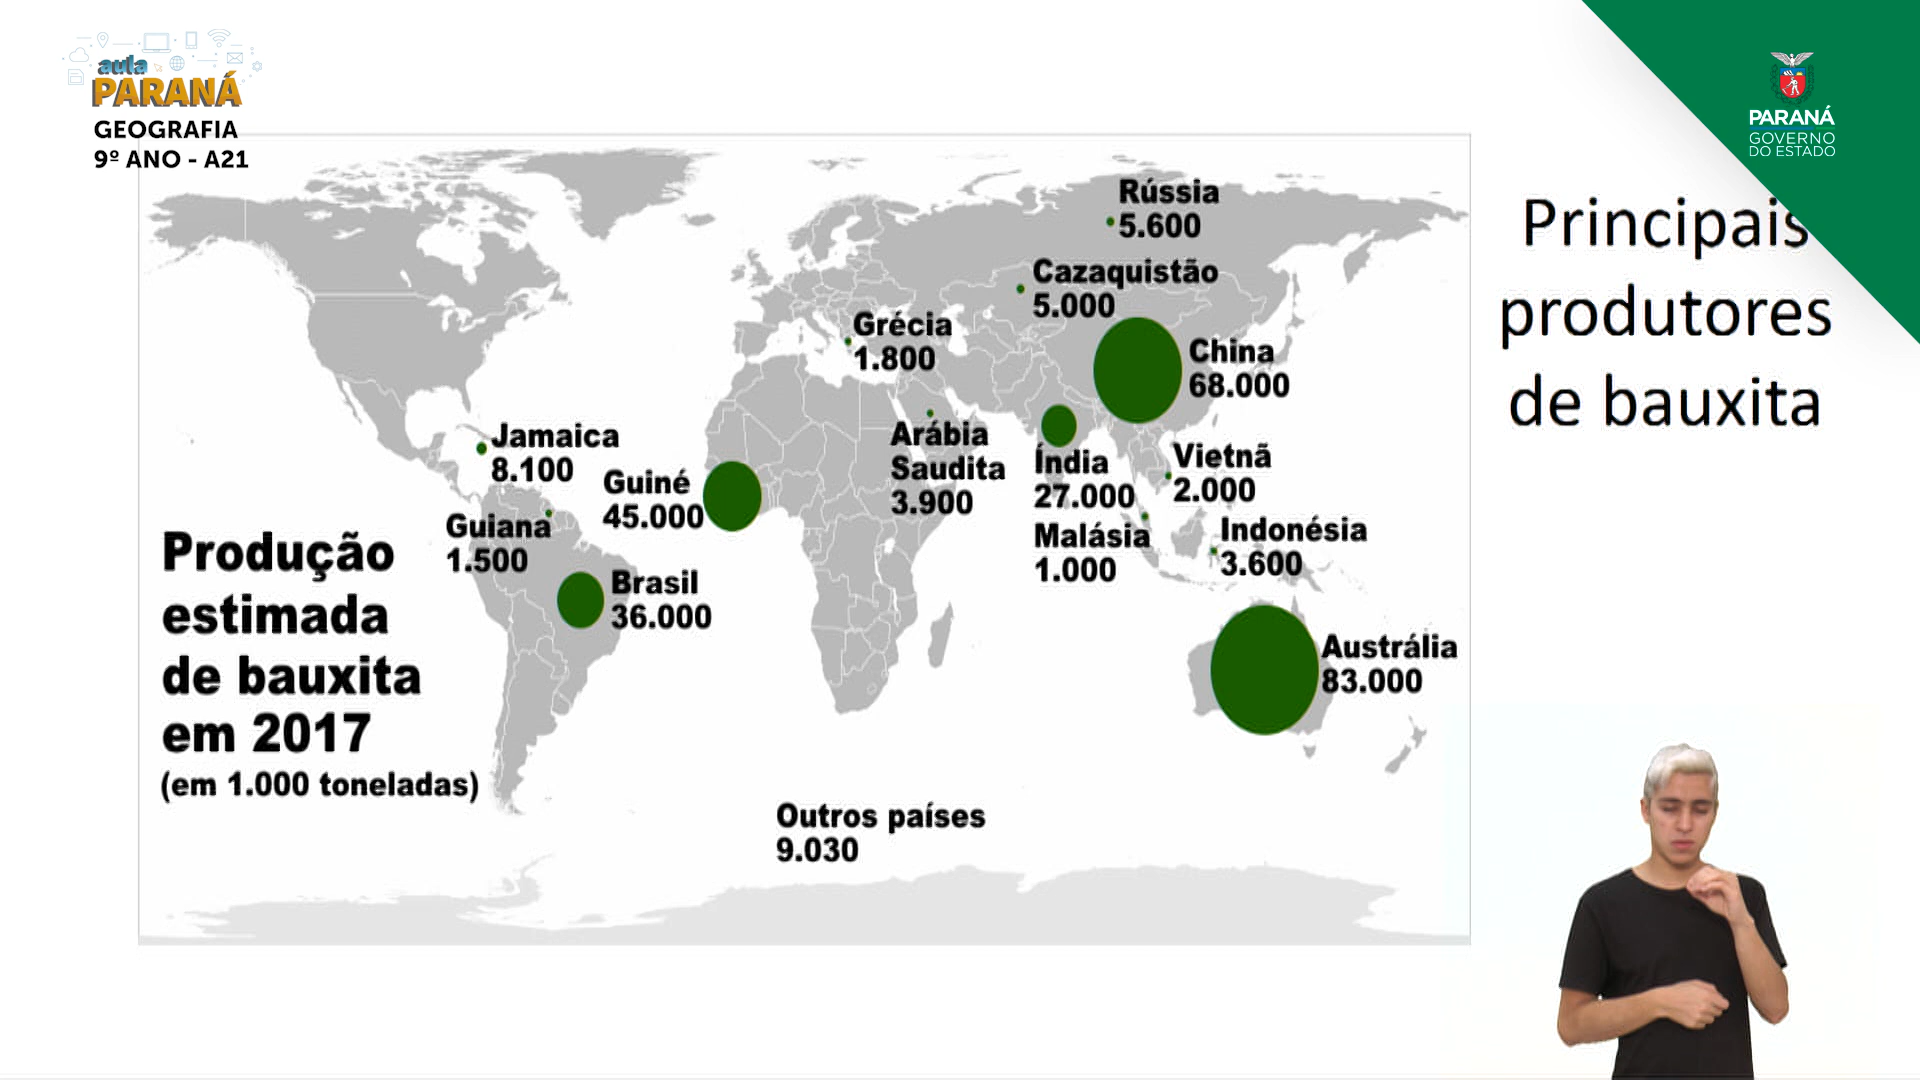 aula
PARANÁ
GEOGRAFIA
9º ANO - A21
PARANÁ
GOVERNO
DO ESTADO
Principais
produtores
de bauxita
Rússia
5.600
Cazaquistão
5.000
Grécia
1.800
China
68.000
Jamaica
8.100
Guiné
45.000
Arábia
Saudita
3.900
Índia
27.000
Vietnã
2.000
Guiana
1.500
Malásia
1.000
Indonésia
3.600
Brasil
36.000
Austrália
83.000
Produção
estimada
de bauxita
em 2017
(em 1.000 toneladas)
Outros países
9.030